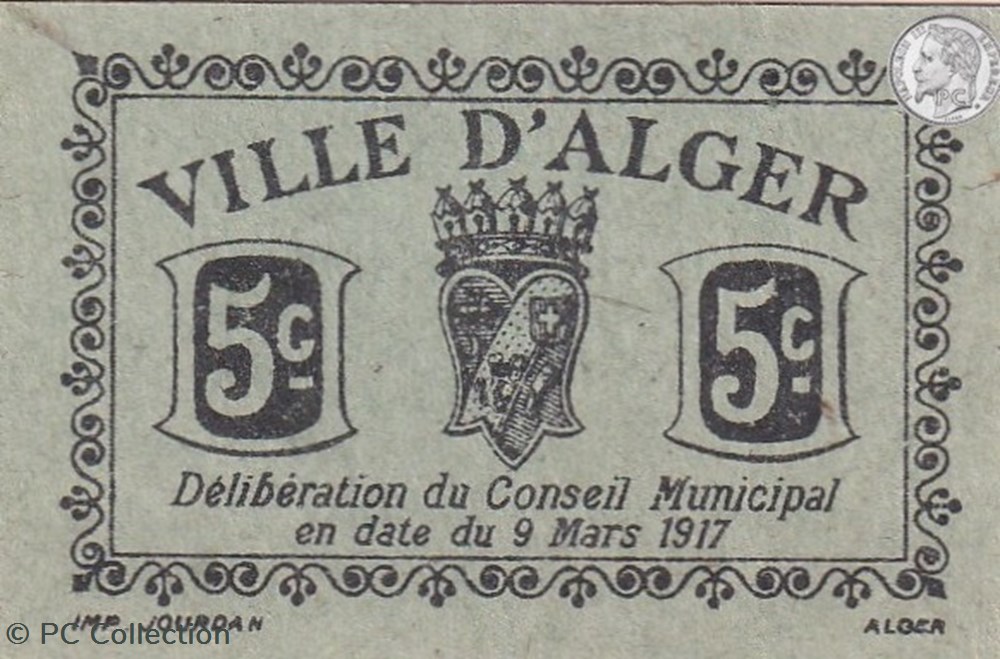 VILLE D'ALGER
5c. 5c.
Délibération du Conseil Municipal
en date du 9 Mars 1917
IMP. JOURDAN ALGER
© PC Collection
PC